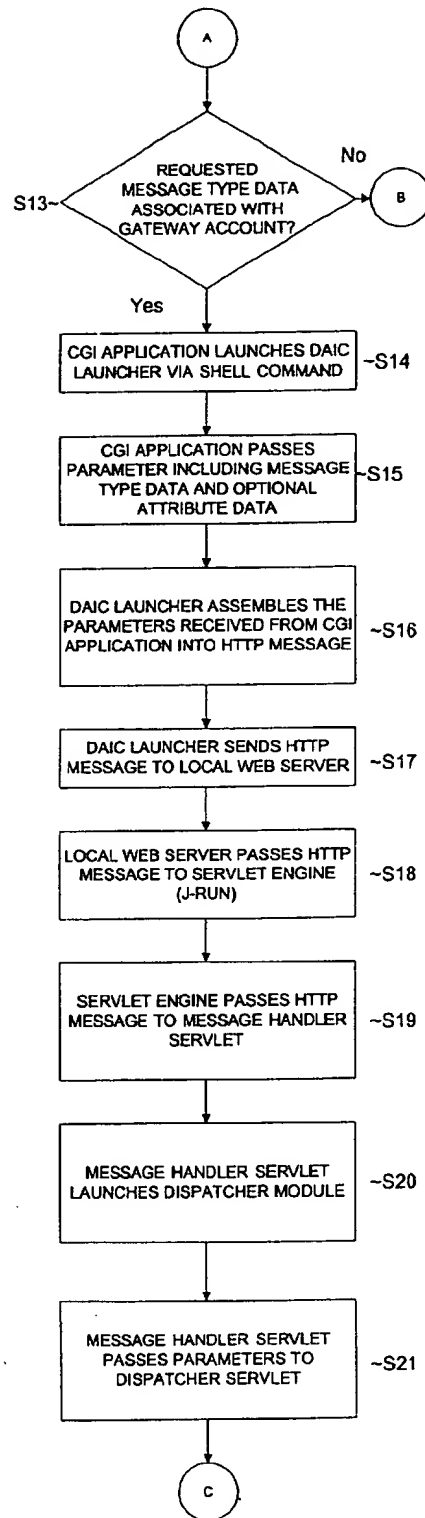 A
REQUESTED
MESSAGE TYPE DATA
ASSOCIATED WITH
GATEWAY ACCOUNT?
S13~
No
B
Yes
CGI APPLICATION LAUNCHES DAIC
LAUNCHER VIA SHELL COMMAND
~S14
CGI APPLICATION PASSES
PARAMETER INCLUDING MESSAGE
TYPE DATA AND OPTIONAL
ATTRIBUTE DATA
~S15
DAIC LAUNCHER ASSEMBLES THE
PARAMETERS RECEIVED FROM CGI
APPLICATION INTO HTTP MESSAGE
~S16
DAIC LAUNCHER SENDS HTTP
MESSAGE TO LOCAL WEB SERVER
~S17
LOCAL WEB SERVER PASSES HTTP
MESSAGE TO SERVLET ENGINE
(J-RUN)
~S18
SERVLET ENGINE PASSES HTTP
MESSAGE TO MESSAGE HANDLER
SERVLET
~S19
MESSAGE HANDLER SERVLET
LAUNCHES DISPATCHER MODULE
~S20
MESSAGE HANDLER SERVLET
PASSES PARAMETERS TO
DISPATCHER SERVLET
~S21
C